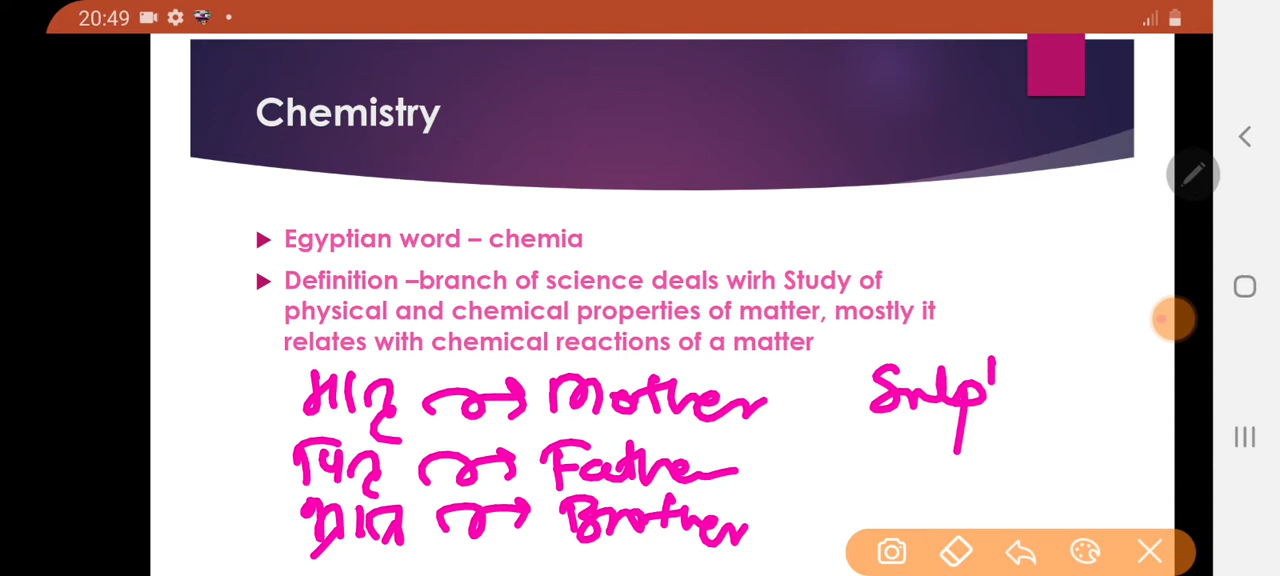 20:49
Chemistry
Egyptian word – chemia
Definition –branch of science deals wirh Study of
physical and chemical properties of matter, mostly it
relates with chemical reactions of a matter
मातृ → Mother
पितृ → Father
→ Brother
Sulp